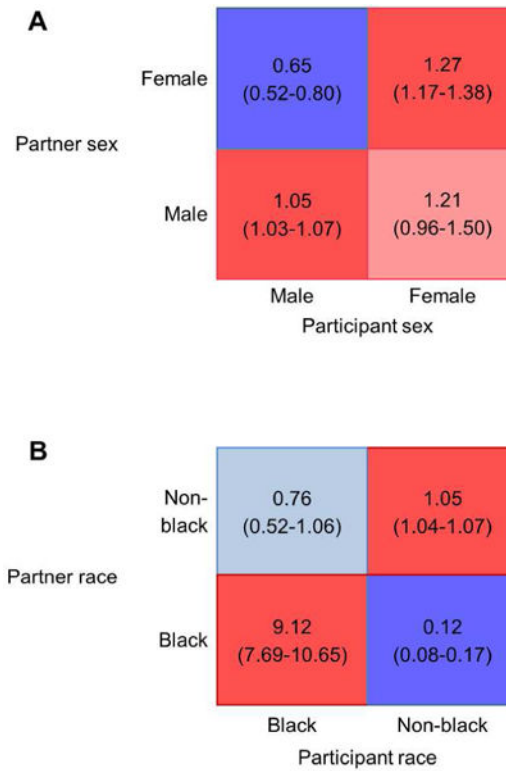 A
Female
0.65
(0.52-0.80)
1.27
(1.17-1.38)
Partner sex
Male
1.05
(1.03-1.07)
1.21
(0.96-1.50)
Male
Female
Participant sex
B
Non-
black
0.76
(0.52-1.06)
1.05
(1.04-1.07)
Partner race
Black
9.12
(7.69-10.65)
0.12
(0.08-0.17)
Black
Non-black
Participant race